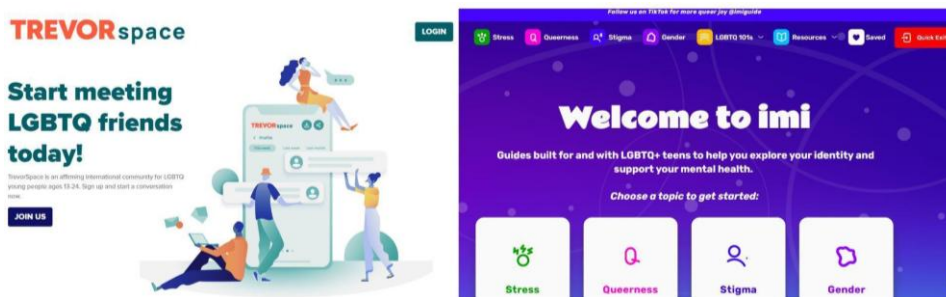 TREVORspace
LOGIN
Start meeting
LGBTQ friends
today!
TrevorSpace is an affirming international community for LGBTQ
young people ages 13-24. Sign up and start a conversation
now.
JOIN US
TREVORspace
Profile
Follow us on TikTok for more queer joy @imiguide
Stress Queerness Stigma Gender LGBTQ 101s Resources Saved Quick Exit
Welcome to imi
Guides built for and with LGBTQ+ teens to help you explore your identity and
support your mental health.
Choose a topic to get started:
Stress Queerness Stigma Gender